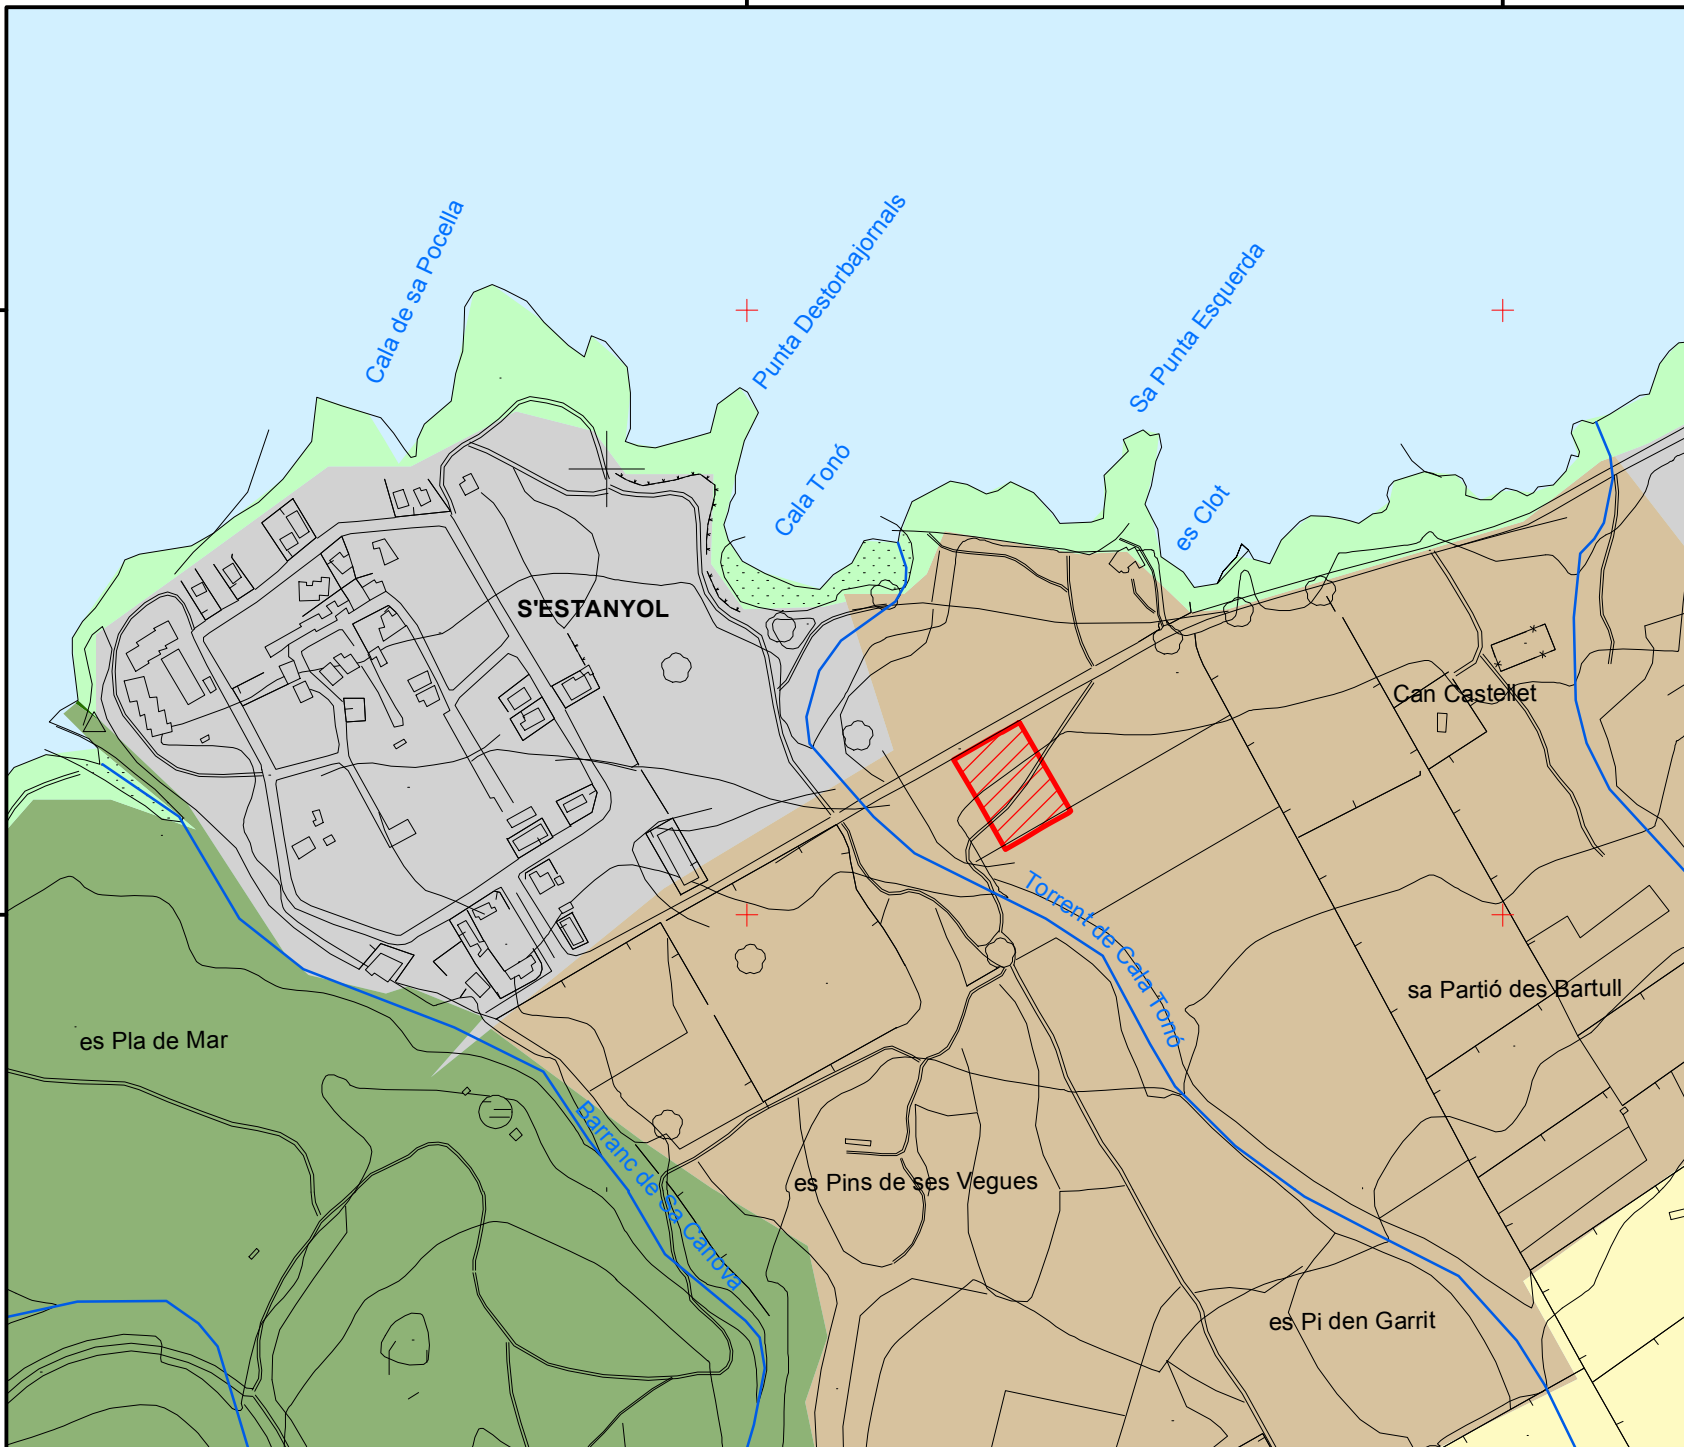 Cala de sa Pocella
Punta Destorbajornals
Sa Punta Esquerda
Cala Tonó
es Clot
S'ESTANYOL
Can Castellet
Torrent de Cala Tonó
sa Partió des Bartull
es Pla de Mar
Barranc de Sa Canova
es Pins de ses Vegues
es Pi den Garrit